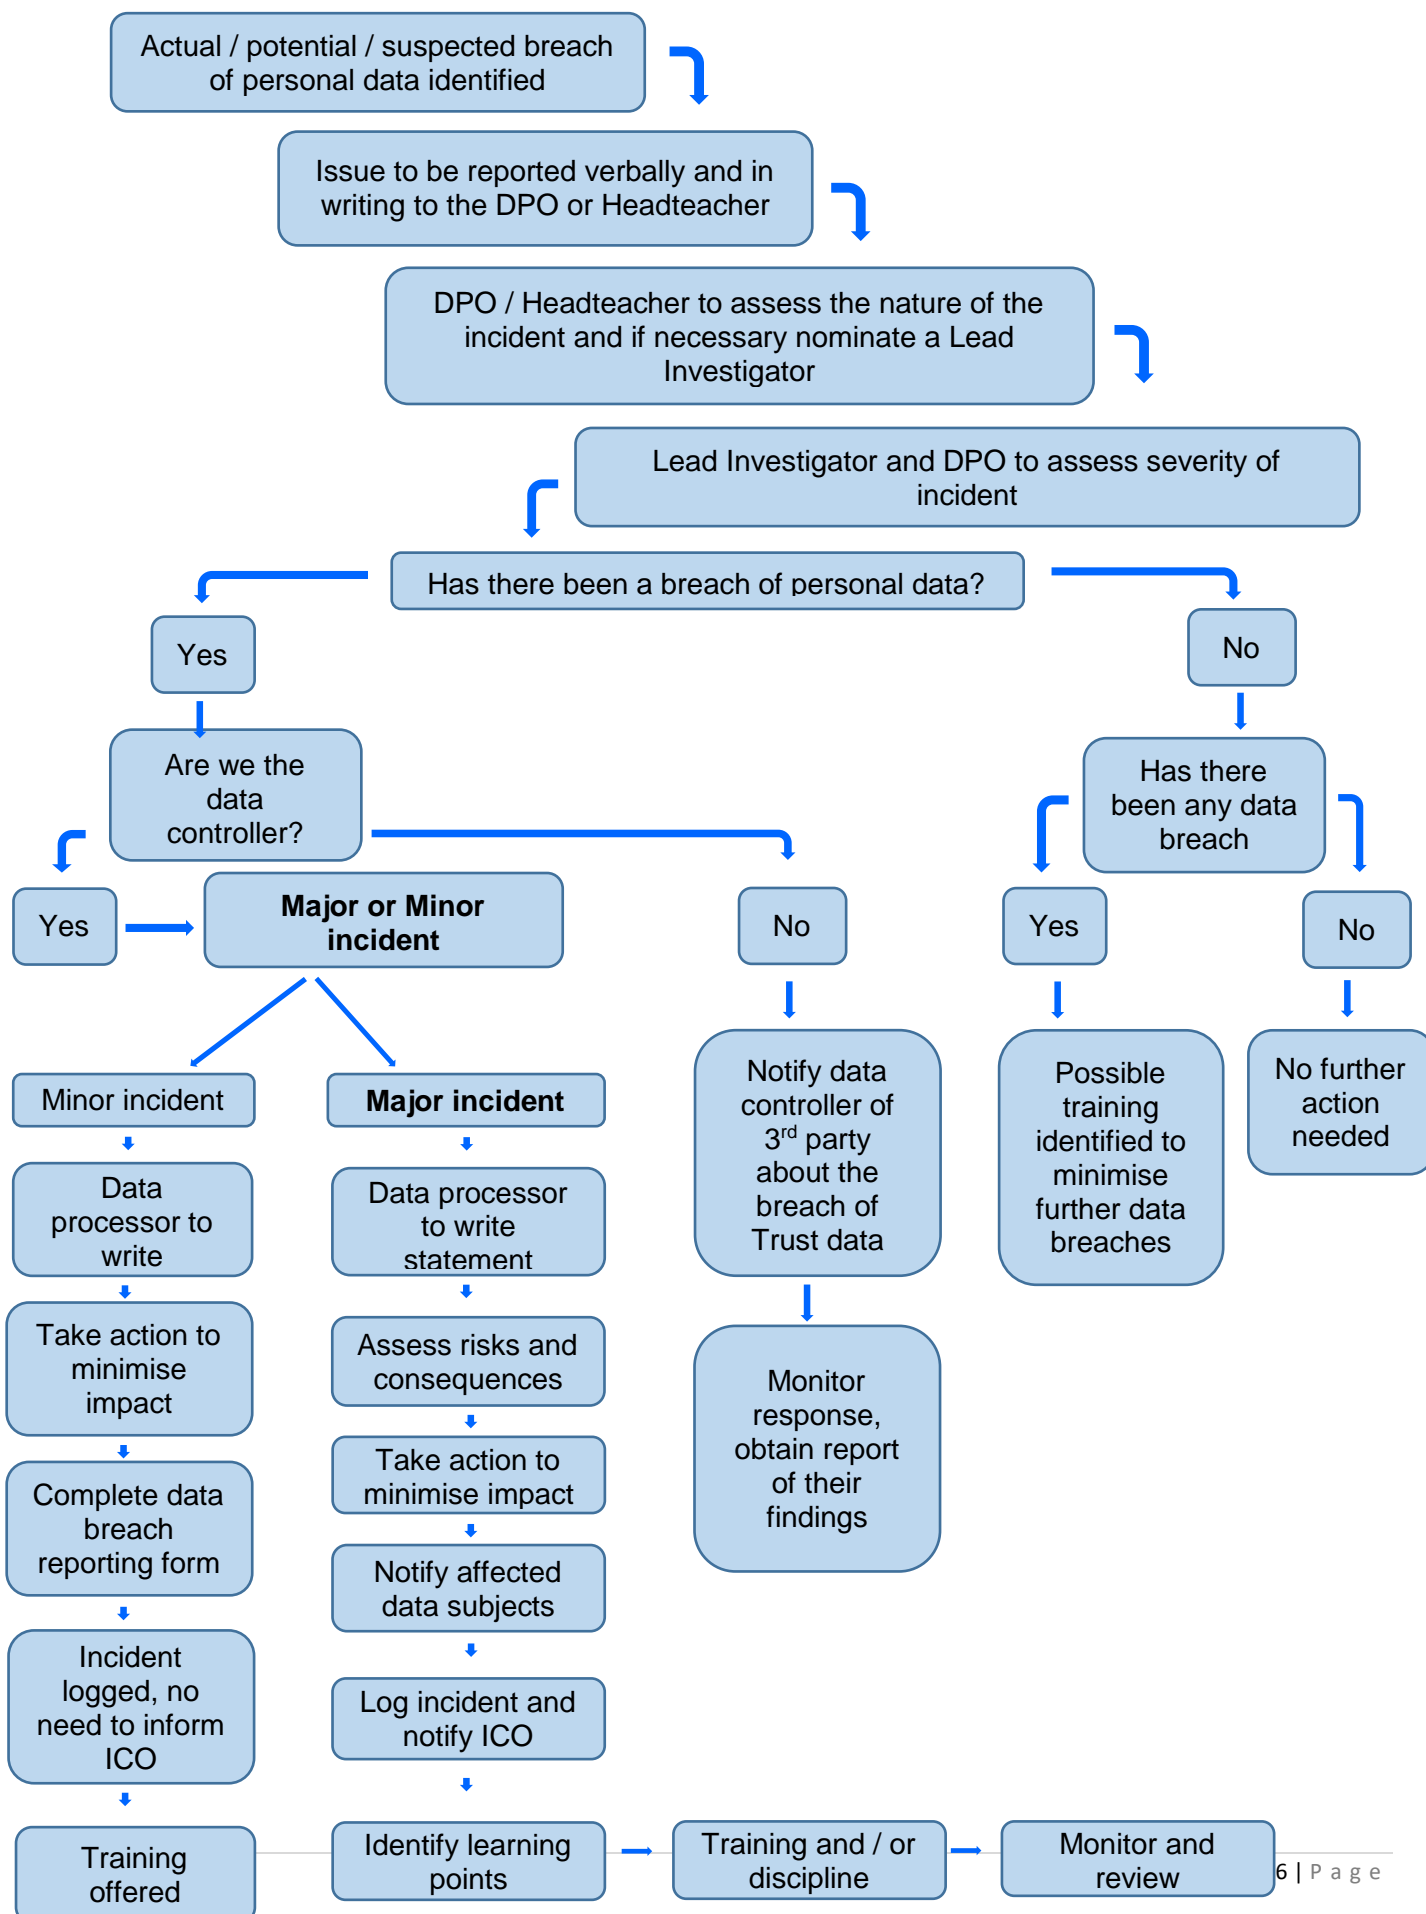 Actual / potential / suspected breach
of personal data identified
Issue to be reported verbally and in
writing to the DPO or Headteacher
DPO / Headteacher to assess the nature of the
incident and if necessary nominate a Lead
Investigator
Lead Investigator and DPO to assess severity of
incident
Has there been a breach of personal data?
Yes
No
Are we the
data
controller?
Has there
been any data
breach
Yes
Major or Minor
incident
No
Yes
No
Minor incident
Data
processor to
write
Take action to
minimise
impact
Complete data
breach
reporting form
Incident
logged, no
need to inform
ICO
Training
offered
Major incident
Data processor
to write
statement
Assess risks and
consequences
Take action to
minimise impact
Notify affected
data subjects
Log incident and
notify ICO
Identify learning
points
Training and / or
discipline
Monitor and
review
Notify data
controller of
3rd party
about the
breach of
Trust data
Monitor
response,
obtain report
of their
findings
Possible
training
identified to
minimise
further data
breaches
No further
action
needed
6 | P a g e